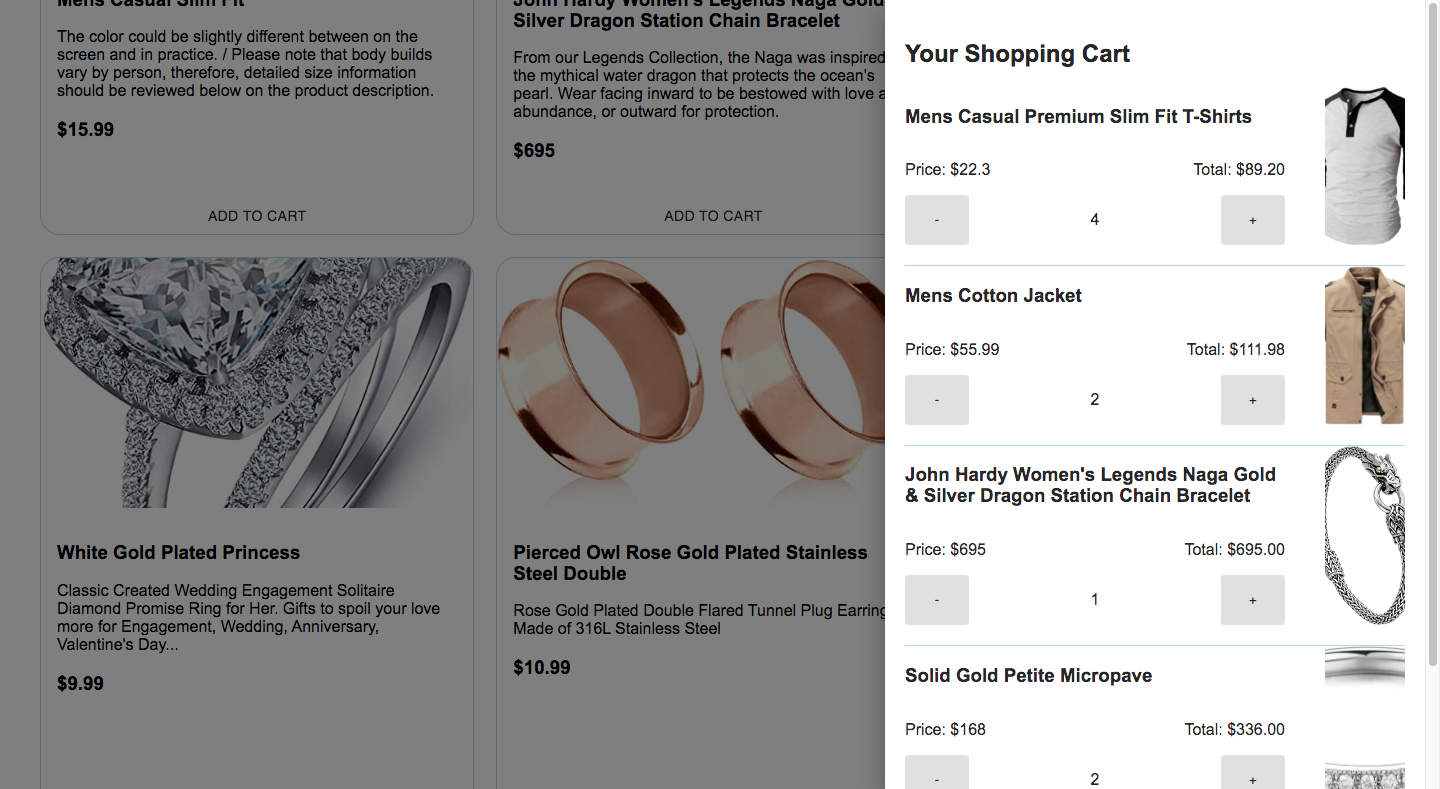 Mens Casual Slim Fit
The color could be slightly different between on the
screen and in practice. / Please note that body builds
vary by person, therefore, detailed size information
should be reviewed below on the product description.
$15.99
ADD TO CART
John Hardy Women's Legends Naga Gold
Silver Dragon Station Chain Bracelet
From our Legends Collection, the Naga was inspired
the mythical water dragon that protects the ocean's
pearl. Wear facing inward to be bestowed with love a
abundance, or outward for protection.
$695
ADD TO CART
White Gold Plated Princess
Classic Created Wedding Engagement Solitaire
Diamond Promise Ring for Her. Gifts to spoil your love
more for Engagement, Wedding, Anniversary,
Valentine's Day...
$9.99
Pierced Owl Rose Gold Plated Stainless
Steel Double
Rose Gold Plated Double Flared Tunnel Plug Earring
Made of 316L Stainless Steel
$10.99
Your Shopping Cart
Mens Casual Premium Slim Fit T-Shirts
Price: $22.3 Total: $89.20
- 4 +
Mens Cotton Jacket
Price: $55.99 Total: $111.98
- 2 +
John Hardy Women's Legends Naga Gold
& Silver Dragon Station Chain Bracelet
Price: $695 Total: $695.00
- 1 +
Solid Gold Petite Micropave
Price: $168 Total: $336.00
- 2 +